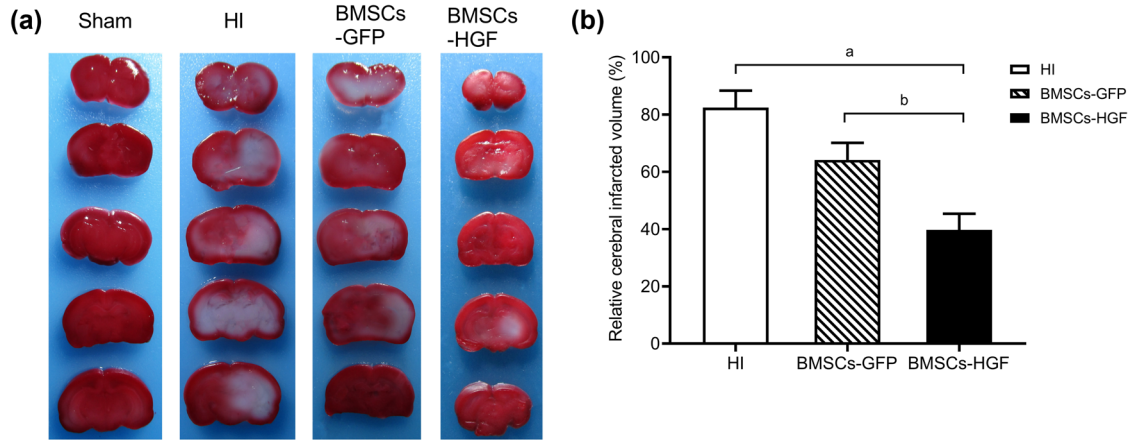 (a)
Sham
HI
BMSCs
-GFP
BMSCs
-HGF
(b)
Relative cerebral infarcted volume (%)
100
80
60
40
20
0
a
b
HI
BMSCs-GFP
BMSCs-HGF
HI
BMSCs-GFP
BMSCs-HGF